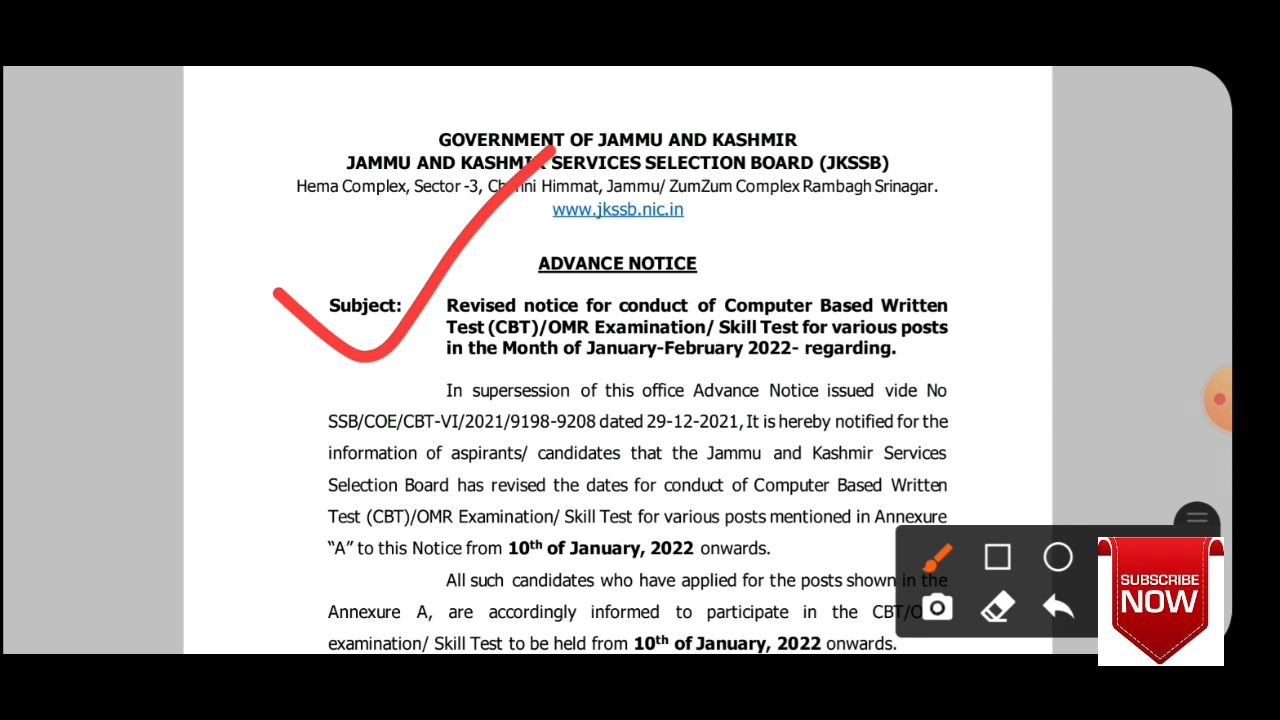 GOVERNMENT OF JAMMU AND KASHMIR
JAMMU AND KASHMIR SERVICES SELECTION BOARD (JKSSB)
Hema Complex, Sector -3, Channi Himmat, Jammu/ ZumZum Complex Rambagh Srinagar.
www.jkssb.nic.in
ADVANCE NOTICE
Subject: Revised notice for conduct of Computer Based Written
Test (CBT)/OMR Examination/ Skill Test for various posts
in the Month of January-February 2022- regarding.
In supersession of this office Advance Notice issued vide No
SSB/COE/CBT-VI/2021/9198-9208 dated 29-12-2021, It is hereby notified for the
information of aspirants/ candidates that the Jammu and Kashmir Services
Selection Board has revised the dates for conduct of Computer Based Written
Test (CBT)/OMR Examination/ Skill Test for various posts mentioned in Annexure
“A” to this Notice from 10th of January, 2022 onwards.
All such candidates who have applied for the posts shown in the
Annexure A, are accordingly informed to participate in the
examination/ Skill Test to be held from 10th of January, 2022 onwards.
SUBSCRIBE
NOW